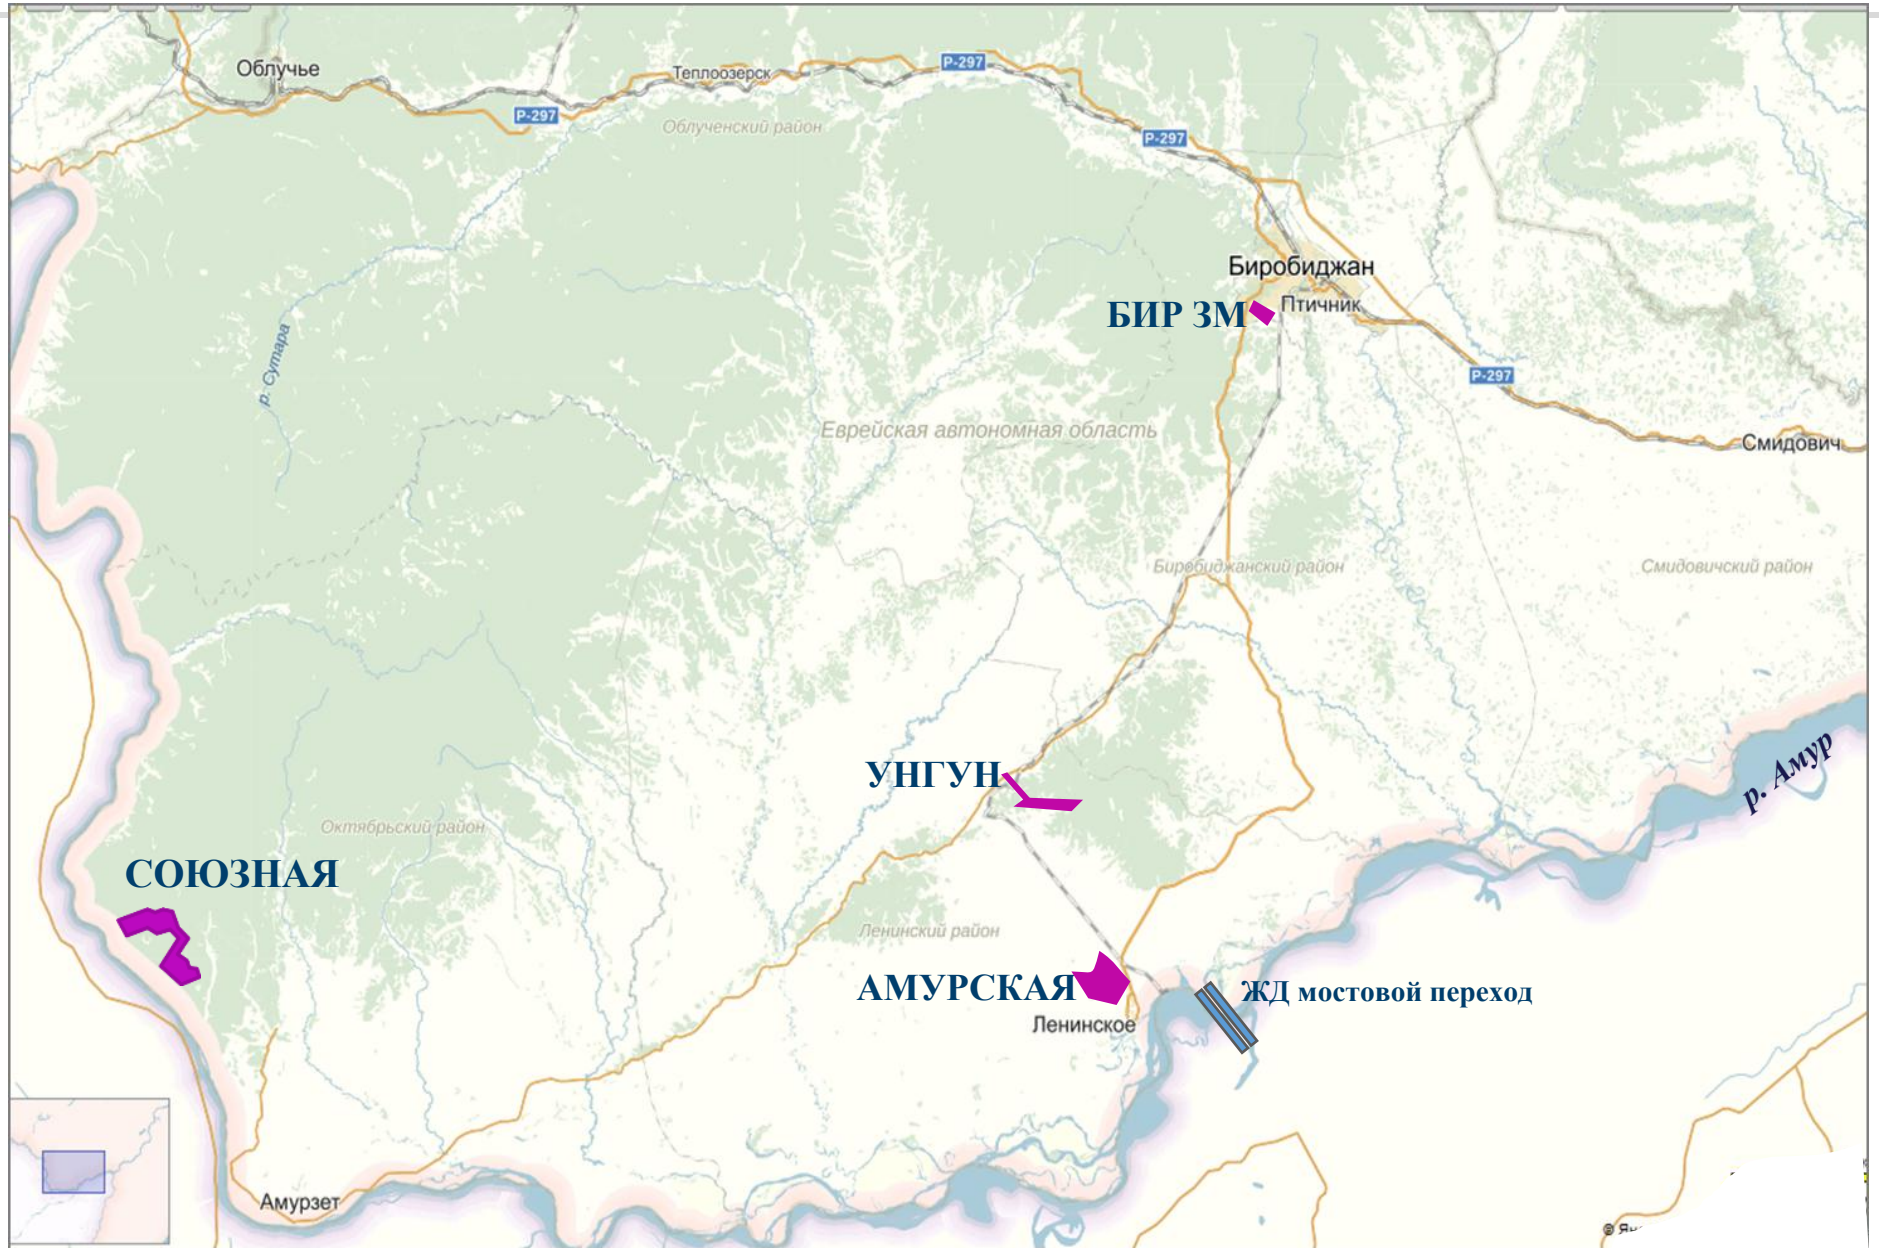 Облучье
Теплоозерск
Р-297
Р-297
Облученский район
Р-297
Биробиджан
БИР ЗМ
Птичник
р. Сутара
Р-297
Еврейская автономная область
Смидович
Биробиджанский район
Смидовичский район
р. Амур
УНГУН
Октябрьский район
СОЮЗНАЯ
Ленинский район
АМУРСКАЯ
ЖД мостовой переход
Ленинское
Амурзет